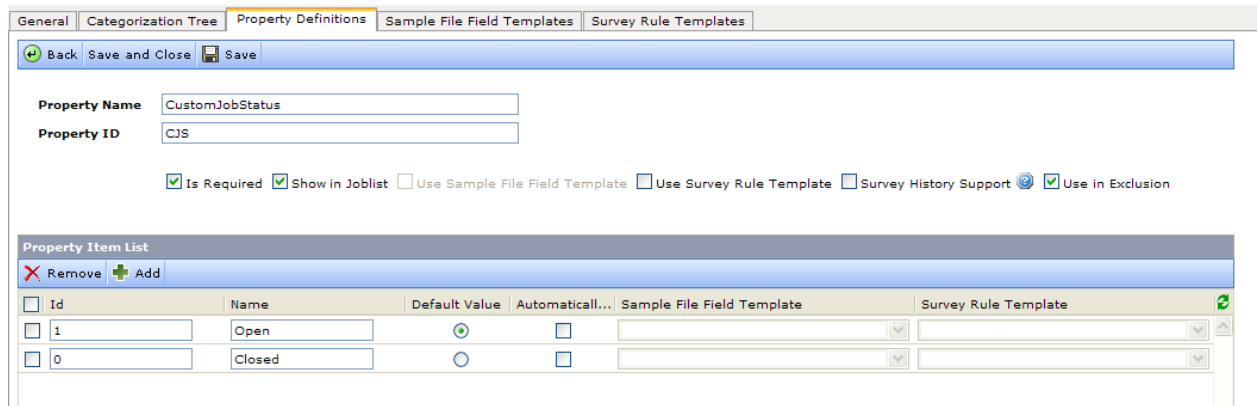 General Categorization Tree Property Definitions Sample File Field Templates Survey Rule Templates
Back Save and Close Save
Property Name CustomJobStatus
Property ID CJS
Is Required Show in Joblist Use Sample File Field Template Use Survey Rule Template Survey History Support ? Use in Exclusion
Property Item List
Remove Add
Id Name Default Value Automaticall... Sample File Field Template Survey Rule Template
1 Open
0 Closed